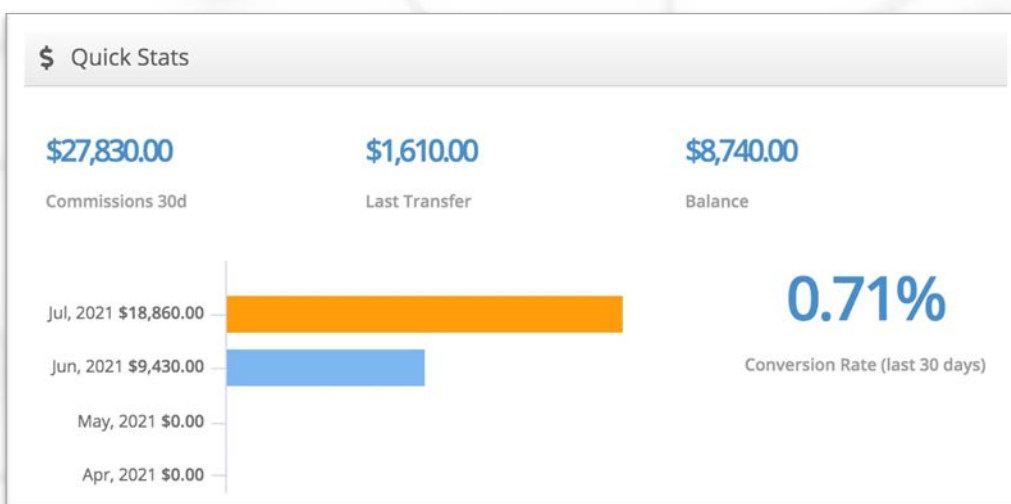 $ Quick Stats
$27,830.00 $1,610.00 $8,740.00
Commissions 30d Last Transfer Balance
Jul, 2021 $18,860.00
Jun, 2021 $9,430.00
May, 2021 $0.00
Apr, 2021 $0.00
0.71%
Conversion Rate (last 30 days)